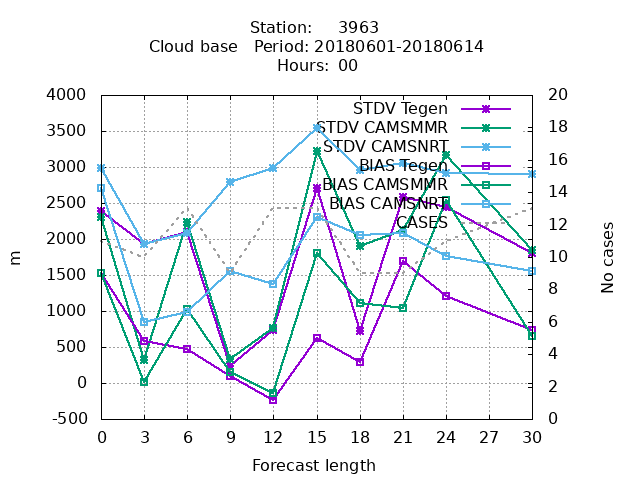 Station: 3963
Cloud base Period: 20180601-20180614
Hours: 00
4000 20
3500 18
3000 16
2500 14
2000 12
1500 10
1000 8
500 6
0 4
-500 2
0
m
No cases
STDV Tegen
STDV CAMSMMR
STDV CAMSNRT
BIAS Tegen
BIAS CAMSMMR
BIAS CAMSNRT
CASES
0 3 6 9 12 15 18 21 24 27 30
Forecast length